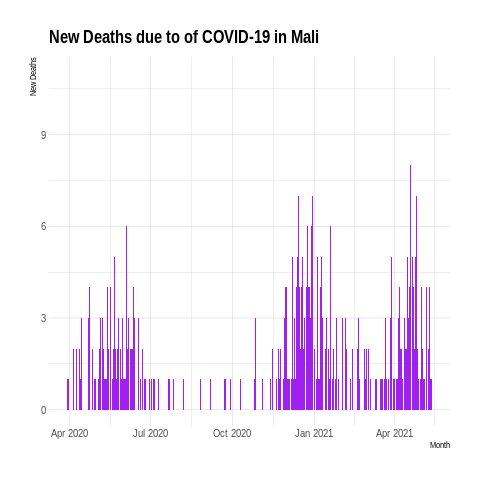 New Deaths due to of COVID-19 in Mali
New Deaths
9
6
3
0
Apr 2020 Jul 2020 Oct 2020 Jan 2021 Apr 2021
Month